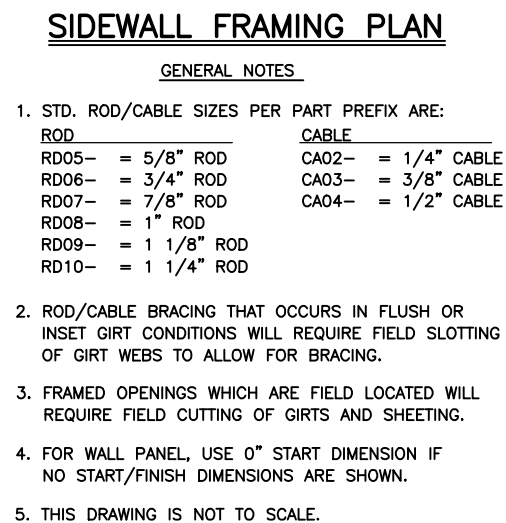 SIDEWALL FRAMING PLAN
GENERAL NOTES
1. STD. ROD/CABLE SIZES PER PART PREFIX ARE:
ROD CABLE
RD05– = 5/8" ROD CA02– = 1/4" CABLE
RD06– = 3/4" ROD CA03– = 3/8" CABLE
RD07– = 7/8" ROD CA04– = 1/2" CABLE
RD08– = 1" ROD
RD09– = 1 1/8" ROD
RD10– = 1 1/4" ROD
2. ROD/CABLE BRACING THAT OCCURS IN FLUSH OR
INSET GIRT CONDITIONS WILL REQUIRE FIELD SLOTTING
OF GIRT WEBS TO ALLOW FOR BRACING.
3. FRAMED OPENINGS WHICH ARE FIELD LOCATED WILL
REQUIRE FIELD CUTTING OF GIRTS AND SHEETING.
4. FOR WALL PANEL, USE 0" START DIMENSION IF
NO START/FINISH DIMENSIONS ARE SHOWN.
5. THIS DRAWING IS NOT TO SCALE.